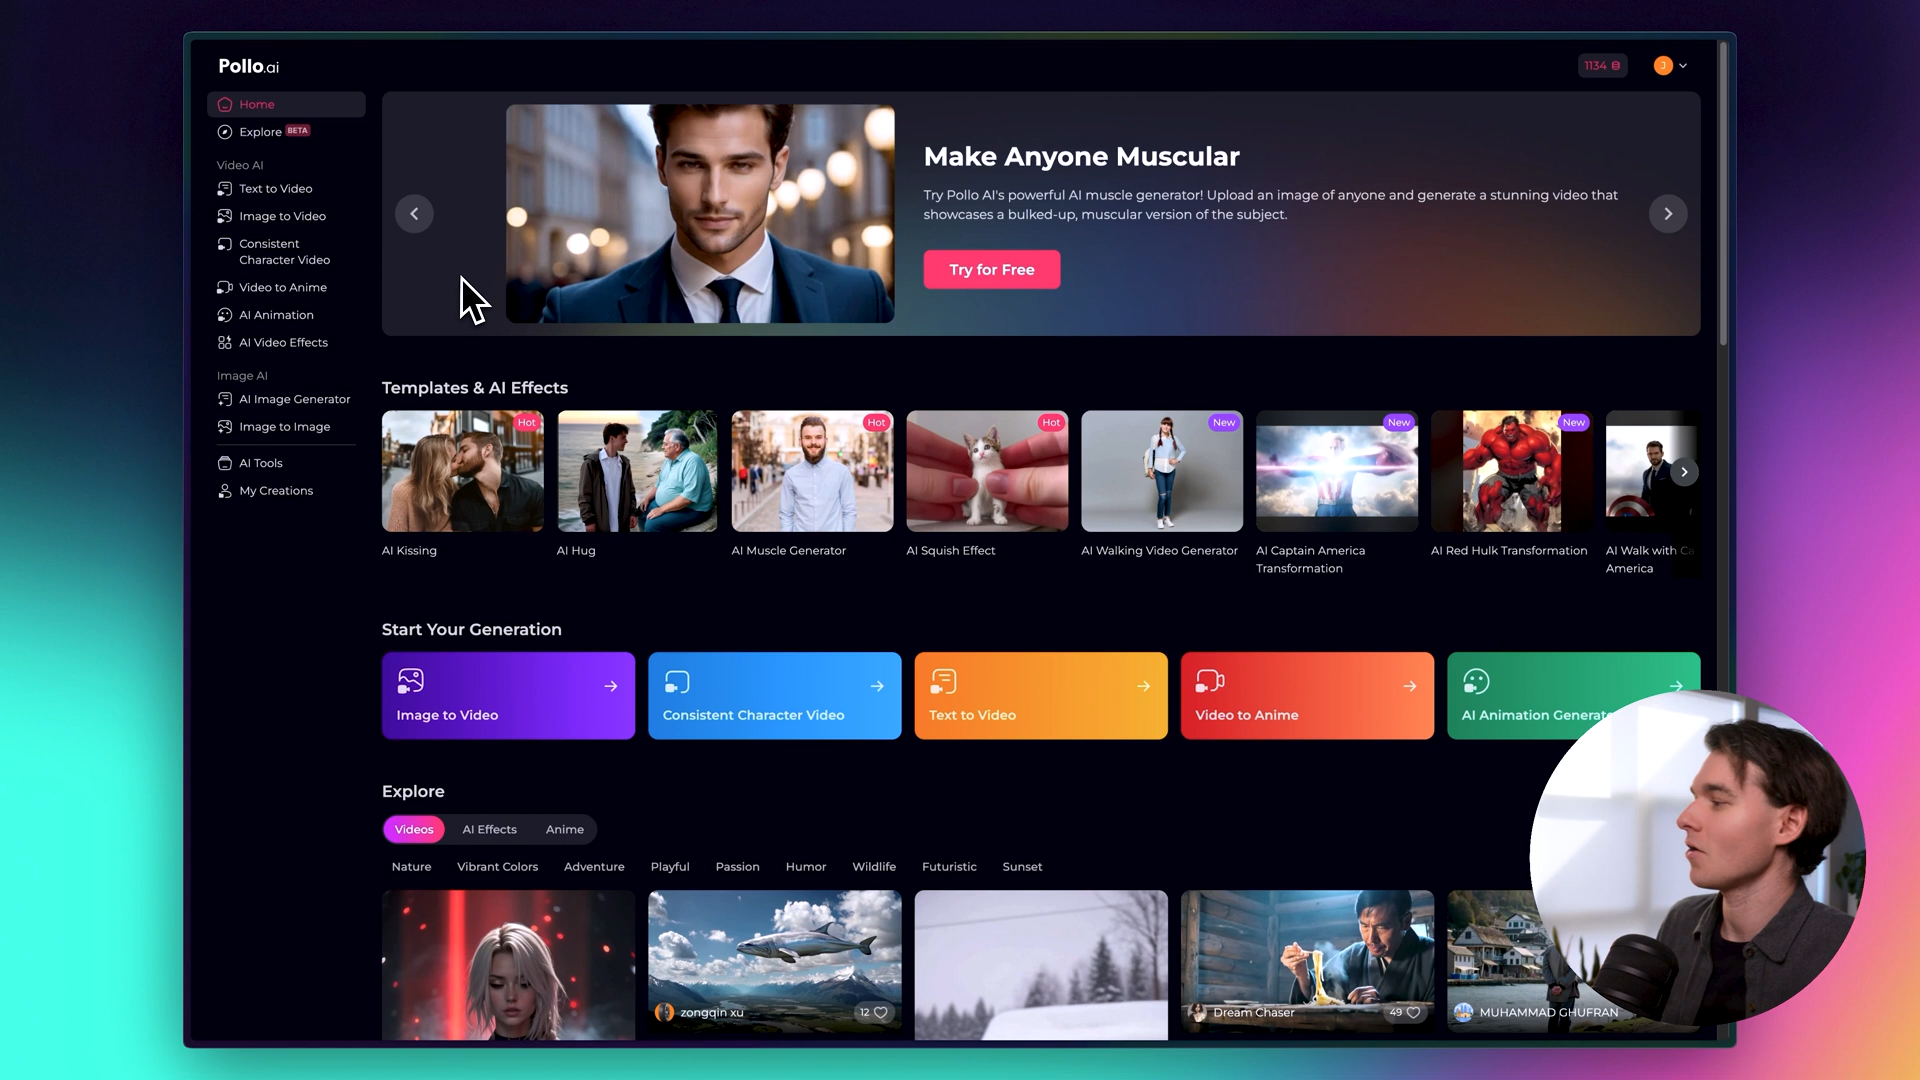 Pollo.ai
1134
J
Home
Explore BETA
Video AI
Text to Video
Image to Video
Consistent
Character Video
Video to Anime
AI Animation
AI Video Effects
Image AI
AI Image Generator
Image to Image
AI Tools
My Creations
Make Anyone Muscular
Try Pollo AI's powerful AI muscle generator! Upload an image of anyone and generate a stunning video that
showcases a bulked-up, muscular version of the subject.
Try for Free
Templates & AI Effects
Hot
Hot
Hot
New
New
New
AI Kissing
AI Hug
AI Muscle Generator
AI Squish Effect
AI Walking Video Generator
AI Captain America
Transformation
AI Red Hulk Transformation
AI Walk with Ca
America
Start Your Generation
Image to Video
Consistent Character Video
Text to Video
Video to Anime
AI Animation Generat
Explore
Videos
AI Effects
Anime
Nature
Vibrant Colors
Adventure
Playful
Passion
Humor
Wildlife
Futuristic
Sunset
zongqin xu
12
Dream Chaser
49
MUHAMMAD GHUFRAN